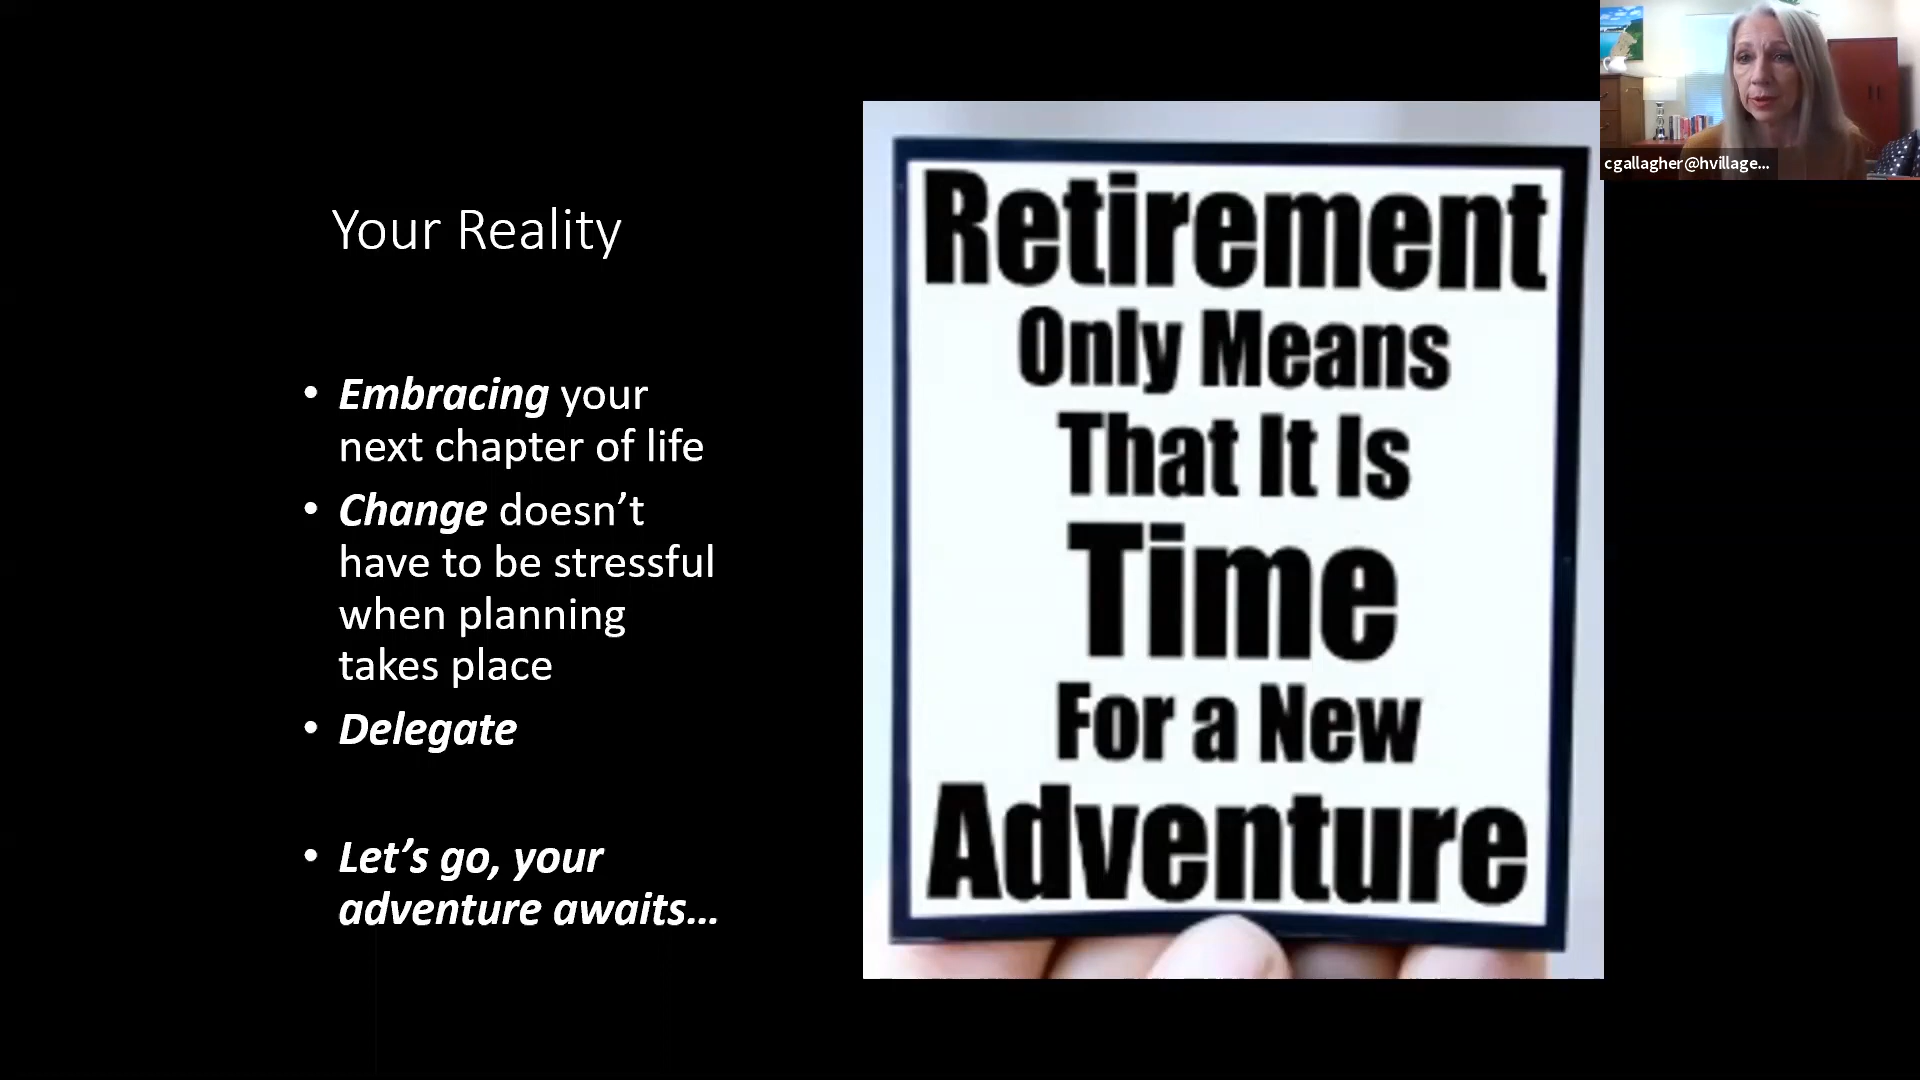 Your Reality
• Embracing your
next chapter of life
• Change doesn’t
have to be stressful
when planning
takes place
• Delegate
• Let’s go, your
adventure awaits...
Retirement
Only Means
That It Is
Time
For a New
Adventure
cgallagher@hvillage...